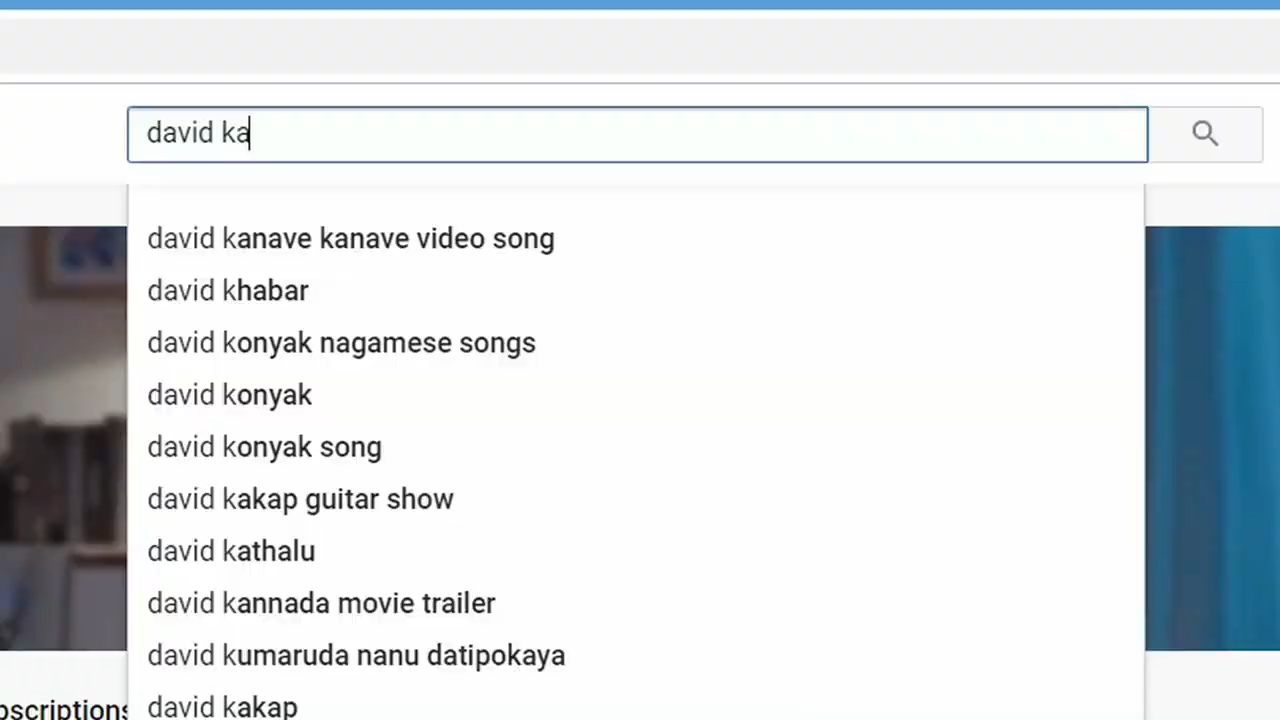 david ka
david kanave kanave video song
david khabar
david konyak nagamese songs
david konyak
david konyak song
david kakap guitar show
david kathalu
david kannada movie trailer
david kumaruda nanu datipokaya
david kakap
bscriptions